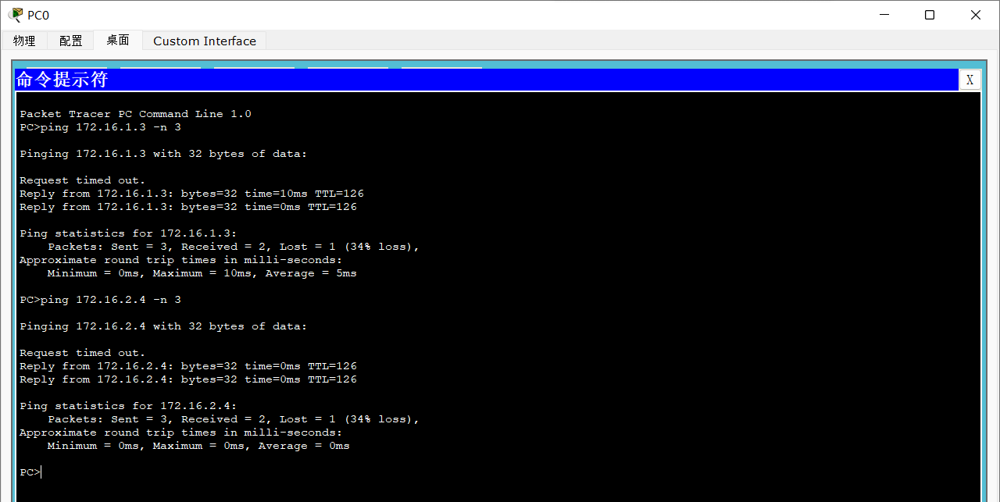 PC0
物理 配置 桌面 Custom Interface
命令提示符 X
Packet Tracer PC Command Line 1.0
PC>ping 172.16.1.3 -n 3
Pinging 172.16.1.3 with 32 bytes of data:
Request timed out.
Reply from 172.16.1.3: bytes=32 time=10ms TTL=126
Reply from 172.16.1.3: bytes=32 time=0ms TTL=126
Ping statistics for 172.16.1.3:
Packets: Sent = 3, Received = 2, Lost = 1 (34% loss),
Approximate round trip times in milli-seconds:
Minimum = 0ms, Maximum = 10ms, Average = 5ms
PC>ping 172.16.2.4 -n 3
Pinging 172.16.2.4 with 32 bytes of data:
Request timed out.
Reply from 172.16.2.4: bytes=32 time=0ms TTL=126
Reply from 172.16.2.4: bytes=32 time=0ms TTL=126
Ping statistics for 172.16.2.4:
Packets: Sent = 3, Received = 2, Lost = 1 (34% loss),
Approximate round trip times in milli-seconds:
Minimum = 0ms, Maximum = 0ms, Average = 0ms
PC>